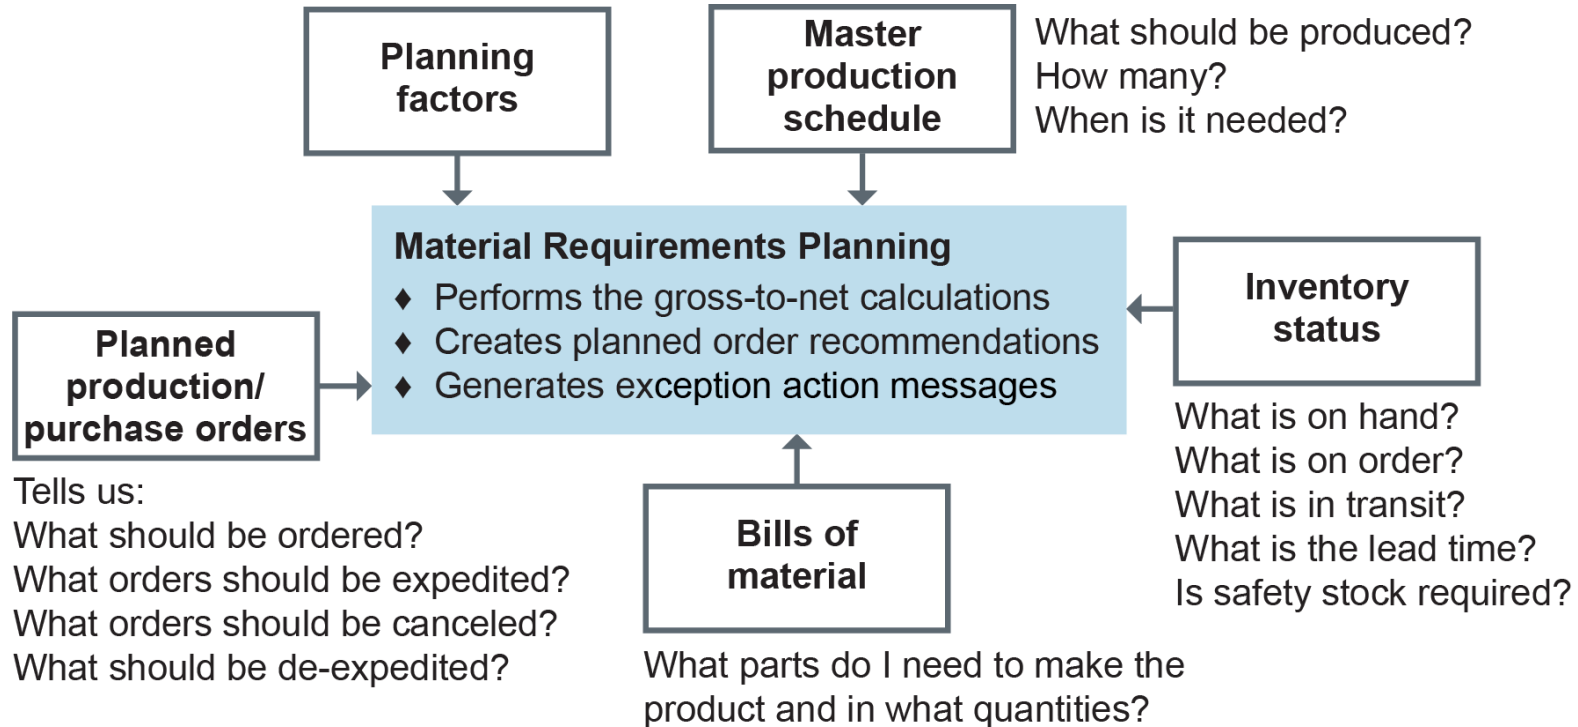 Planning
factors
Master
production
schedule
What should be produced?
How many?
When is it needed?
Material Requirements Planning
♦ Performs the gross-to-net calculations
♦ Creates planned order recommendations
♦ Generates exception action messages
Inventory
status
What is on hand?
What is on order?
What is in transit?
What is the lead time?
Is safety stock required?
Planned
production/
purchase orders
Tells us:
What should be ordered?
What orders should be expedited?
What orders should be canceled?
What should be de-expedited?
Bills of
material
What parts do I need to make the
product and in what quantities?